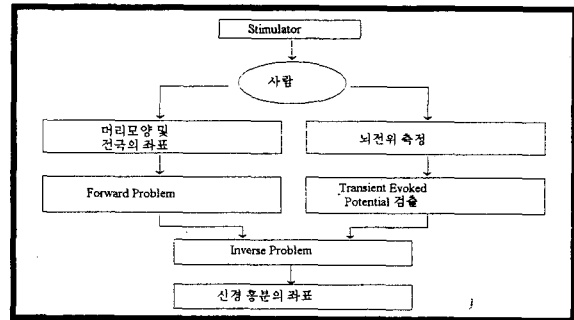 Stimulator
사람
머리모양 및
전극의 좌표
뇌전위 측정
Forward Problem
Transient Evoked
Potential 검출
Inverse Problem
신경 흥분의 좌표